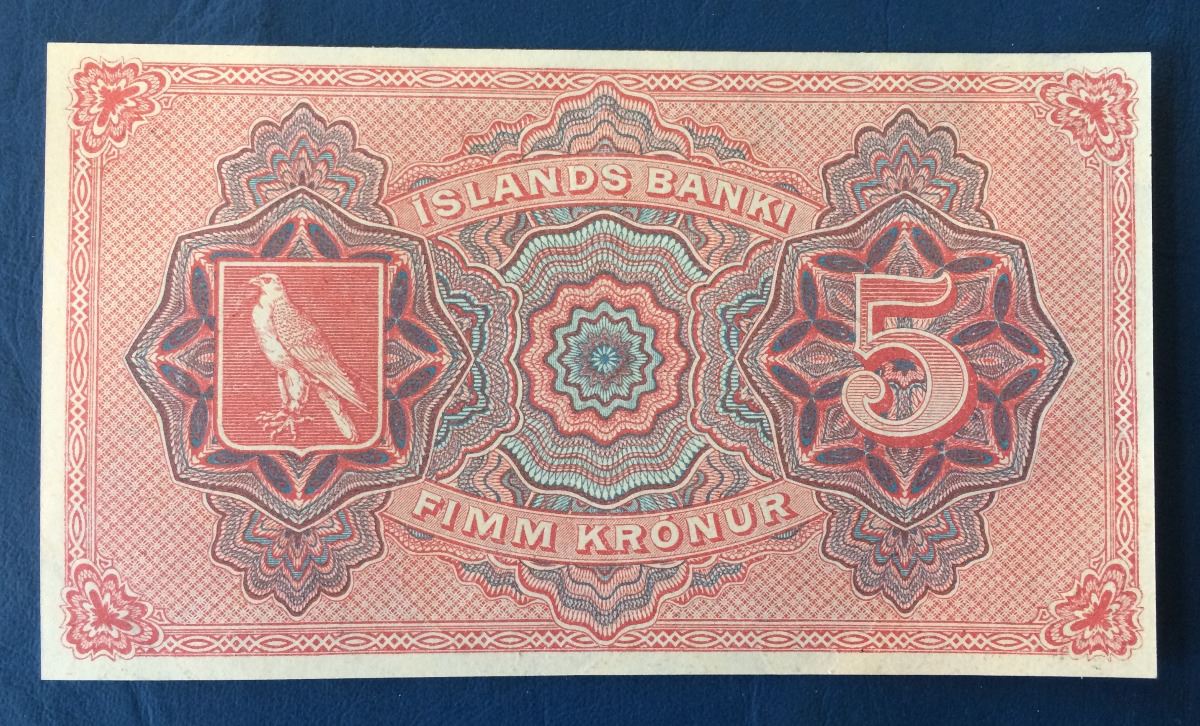 ÍSLANDS BANKI
5
FIMM KRÓNUR